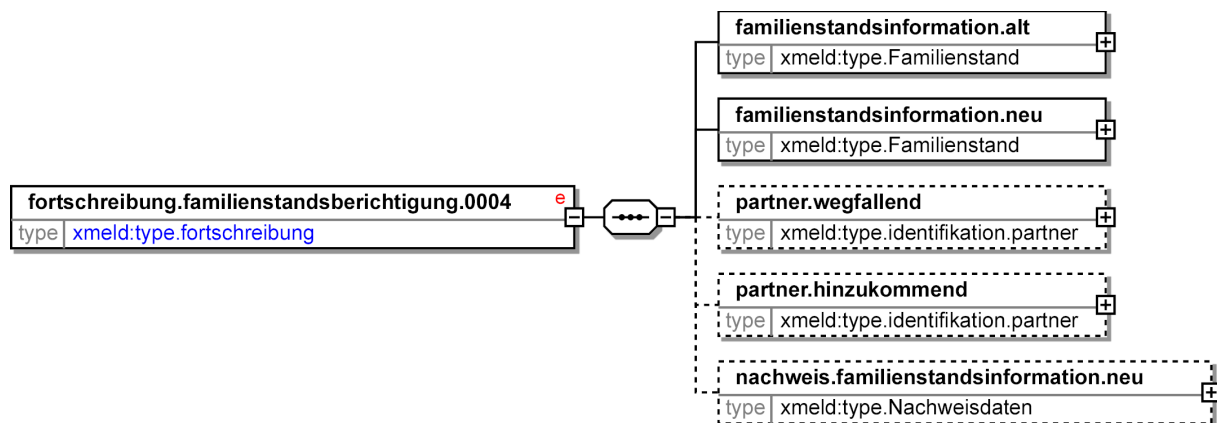 familienstandsinformation.alt
type xmeld:type.Familienstand
familienstandsinformation.neu
type xmeld:type.Familienstand
fortschreibung.familienstandsberichtigung.0004 e
type xmeld:type.fortschreibung
partner.wegfallend
type xmeld:type.identifikation.partner
partner.hinzukommend
type xmeld:type.identifikation.partner
nachweis.familienstandsinformation.neu
type xmeld:type.Nachweisdaten